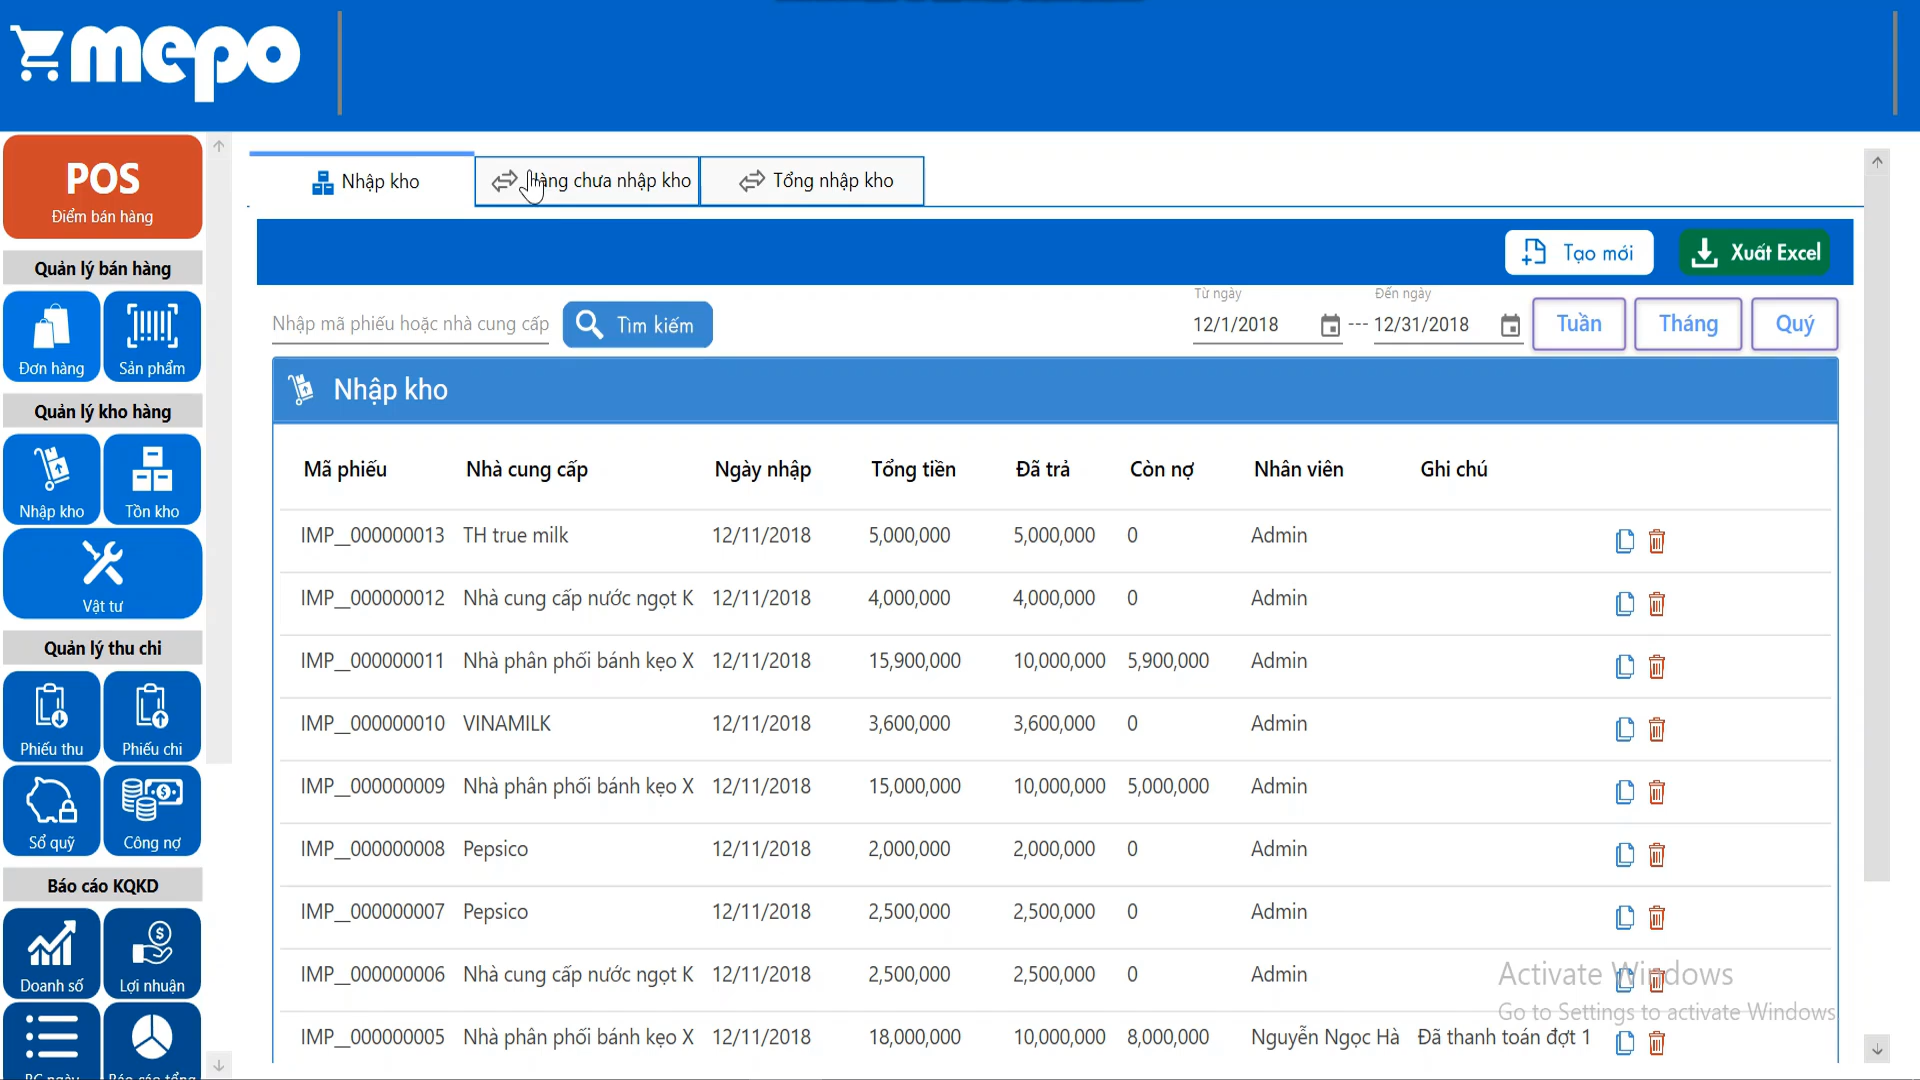 mepo
POS
Điểm bán hàng
Quản lý bán hàng
Đơn hàng
Sản phẩm
Quản lý kho hàng
Nhập kho
Tồn kho
Vật tư
Quản lý thu chi
Phiếu thu
Phiếu chi
Sổ quỹ
Công nợ
Báo cáo KQKD
Doanh số
Lợi nhuận
Nhập kho
Hàng chưa nhập kho
Tổng nhập kho
Tạo mới
Xuất Excel
Nhập mã phiếu hoặc nhà cung cấp
Tìm kiếm
Từ ngày
12/1/2018
---
Đến ngày
12/31/2018
Tuần
Tháng
Quý
Nhập kho
Mã phiếu Nhà cung cấp Ngày nhập Tổng tiền Đã trả Còn nợ Nhân viên Ghi chú
IMP_000000013 TH true milk 12/11/2018 5,000,000 5,000,000 0 Admin
IMP_000000012 Nhà cung cấp nước ngọt K 12/11/2018 4,000,000 4,000,000 0 Admin
IMP_000000011 Nhà phân phối bánh kẹo X 12/11/2018 15,900,000 10,000,000 5,900,000 Admin
IMP_000000010 VINAMILK 12/11/2018 3,600,000 3,600,000 0 Admin
IMP_000000009 Nhà phân phối bánh kẹo X 12/11/2018 15,000,000 10,000,000 5,000,000 Admin
IMP_000000008 Pepsico 12/11/2018 2,000,000 2,000,000 0 Admin
IMP_000000007 Pepsico 12/11/2018 2,500,000 2,500,000 0 Admin
IMP_000000006 Nhà cung cấp nước ngọt K 12/11/2018 2,500,000 2,500,000 0 Admin
IMP_000000005 Nhà phân phối bánh kẹo X 12/11/2018 18,000,000 10,000,000 8,000,000 Nguyễn Ngọc Hà Đã thanh toán đợt 1
Activate Windows
Go to Settings to activate Windows